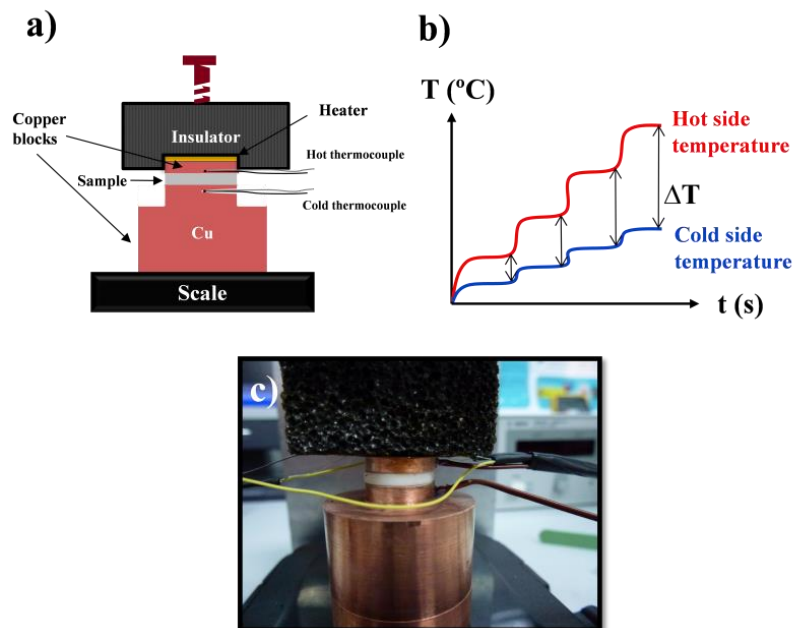 a)
Copper
blocks
Insulator
Heater
Hot thermocouple
Sample
Cold thermocouple
Cu
Scale
b)
T (ºC)
Hot side
temperature
ΔT
Cold side
temperature
t (s)
c)